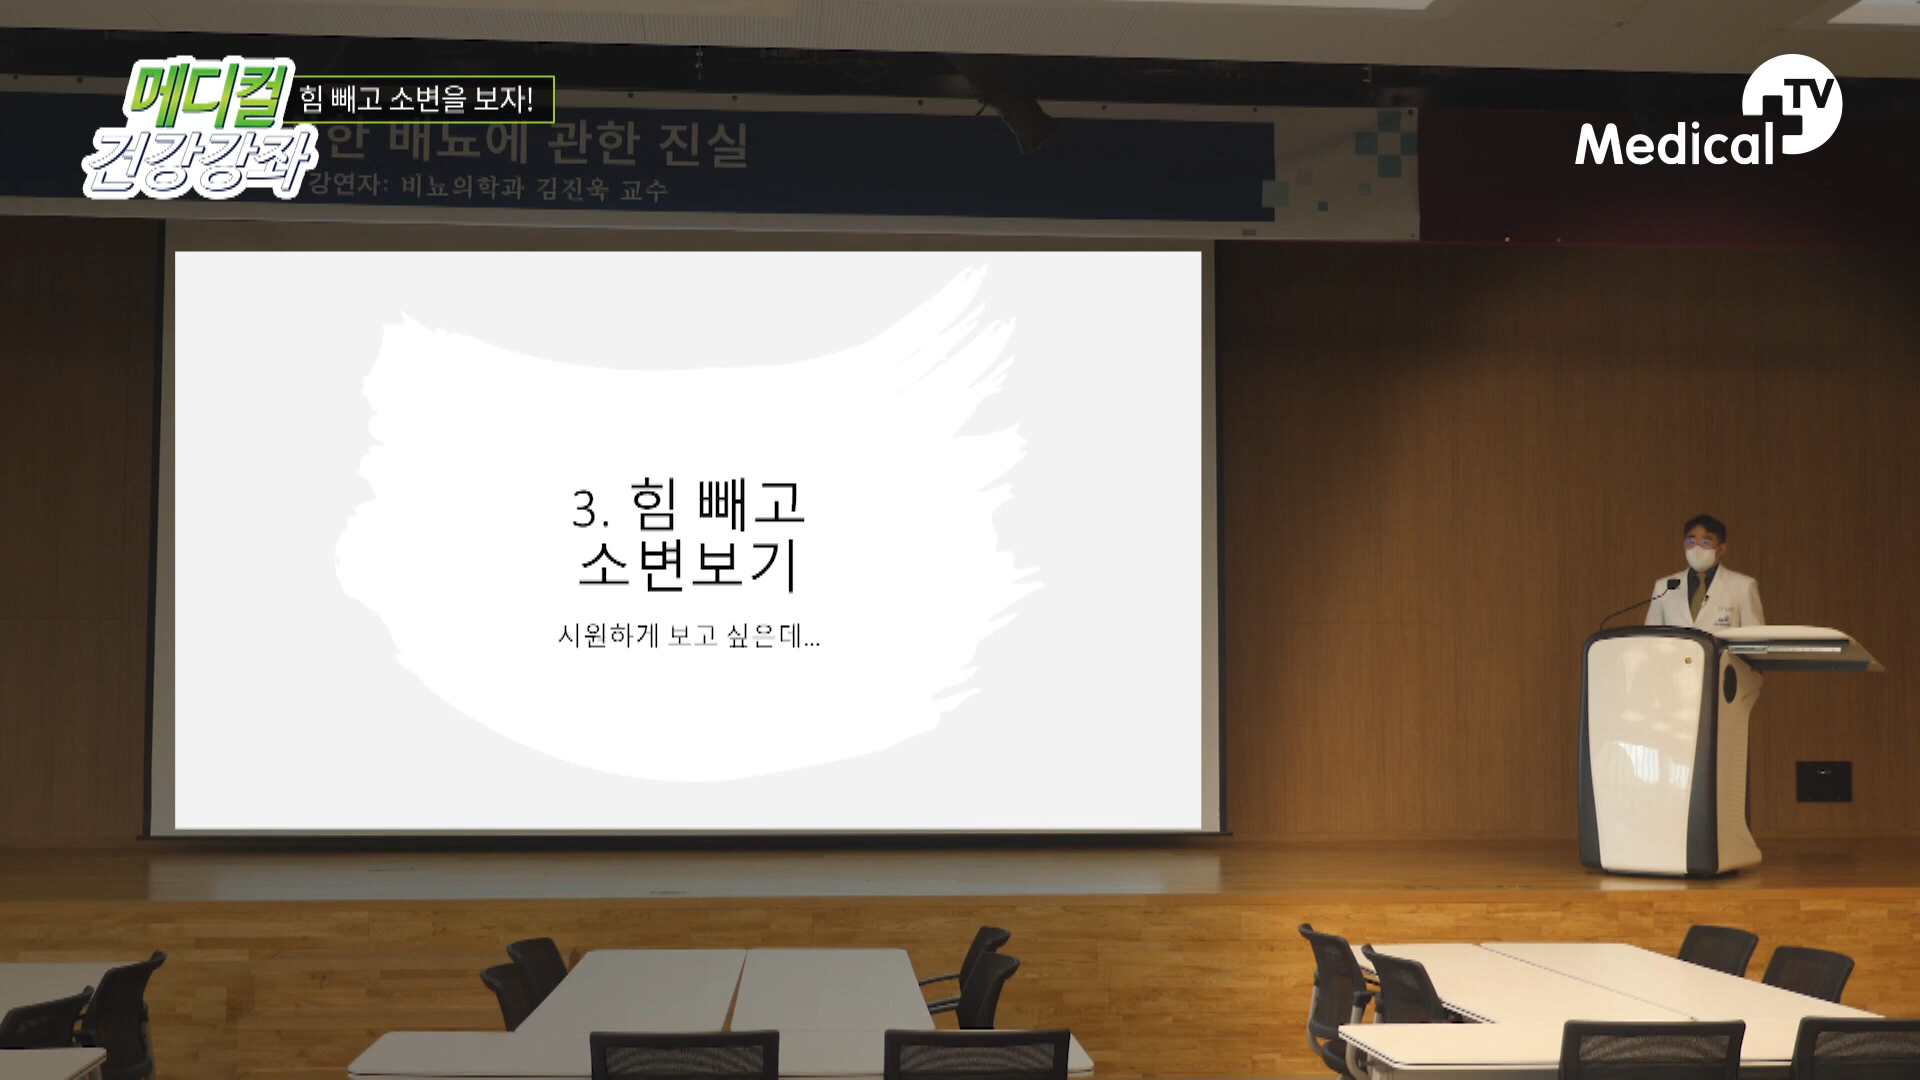 메디컬
건강강좌
힘 빼고 소변을 보자!
한 배뇨에 관한 진실
강연자: 비뇨의학과 김진욱 교수
TV
Medical
3. 힘 빼고
소변보기
시원하게 보고 싶은데...